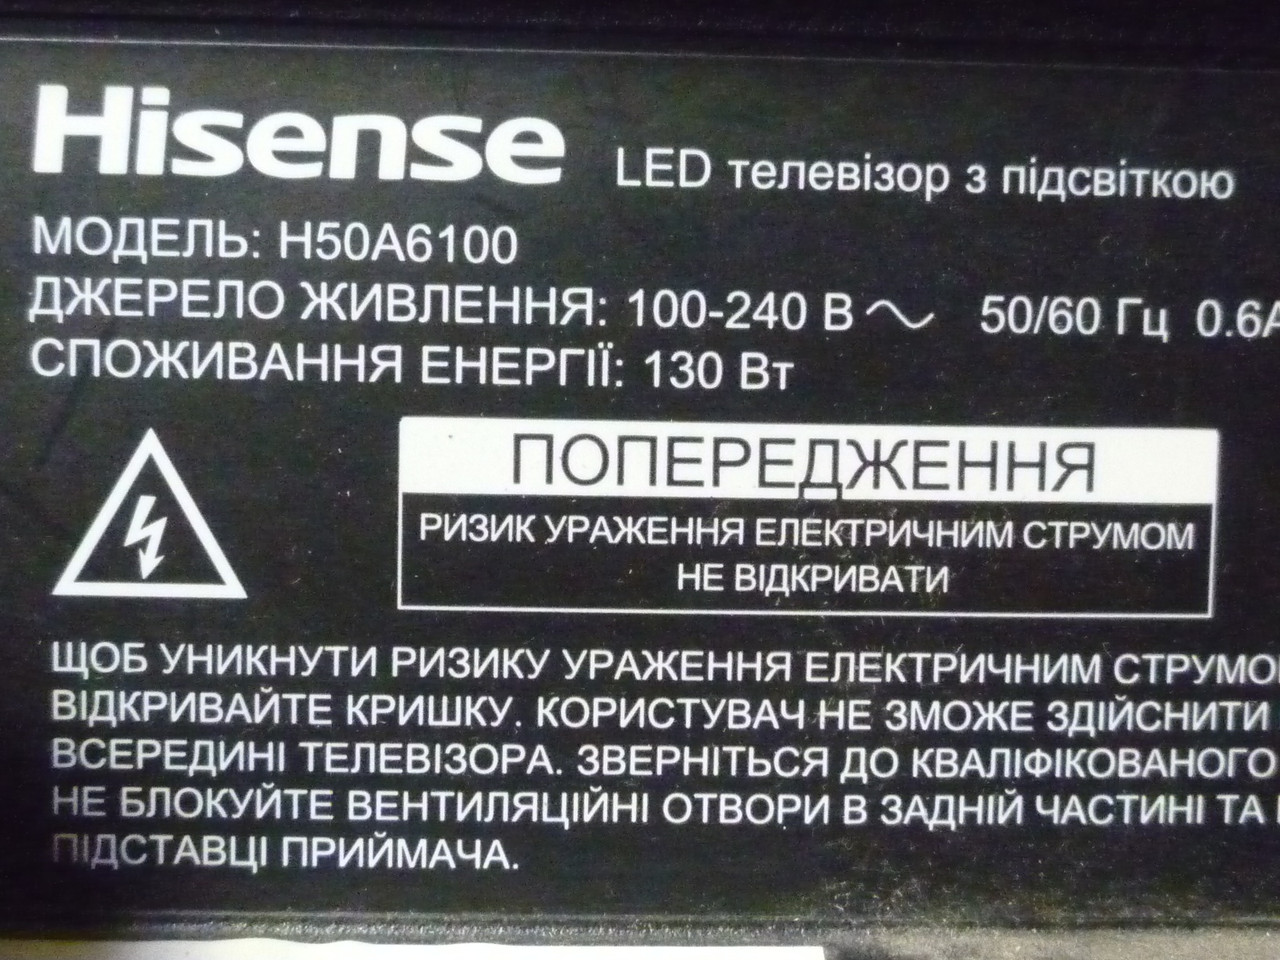 Hisense LED телевізор з підсвіткою
МОДЕЛЬ: H50A6100
ДЖЕРЕЛО ЖИВЛЕННЯ: 100-240 В ~ 50/60 Гц 0.6A
СПОЖИВАННЯ ЕНЕРГІЇ: 130 Вт
ПОПЕРЕДЖЕННЯ
РИЗИК УРАЖЕННЯ ЕЛЕКТРИЧНИМ СТРУМОМ
НЕ ВІДКРИВАТИ
ЩОБ УНИКНУТИ РИЗИКУ УРАЖЕННЯ ЕЛЕКТРИЧНИМ
ВІДКРИВАЙТЕ КРИШКУ. КОРИСТУВАЧ НЕ ЗМОЖЕ ЗДІЙСНИТИ
ВСЕРЕДИНІ ТЕЛЕВІЗОРА. ЗВЕРНІТЬСЯ ДО КВАЛІФІКОВАНОГО
НЕ БЛОКУЙТЕ ВЕНТИЛЯЦІЙНІ ОТВОРИ В ЗАДНІЙ ЧАСТИНІ ТА
ПІДСТАВЦІ ПРИЙМАЧА.